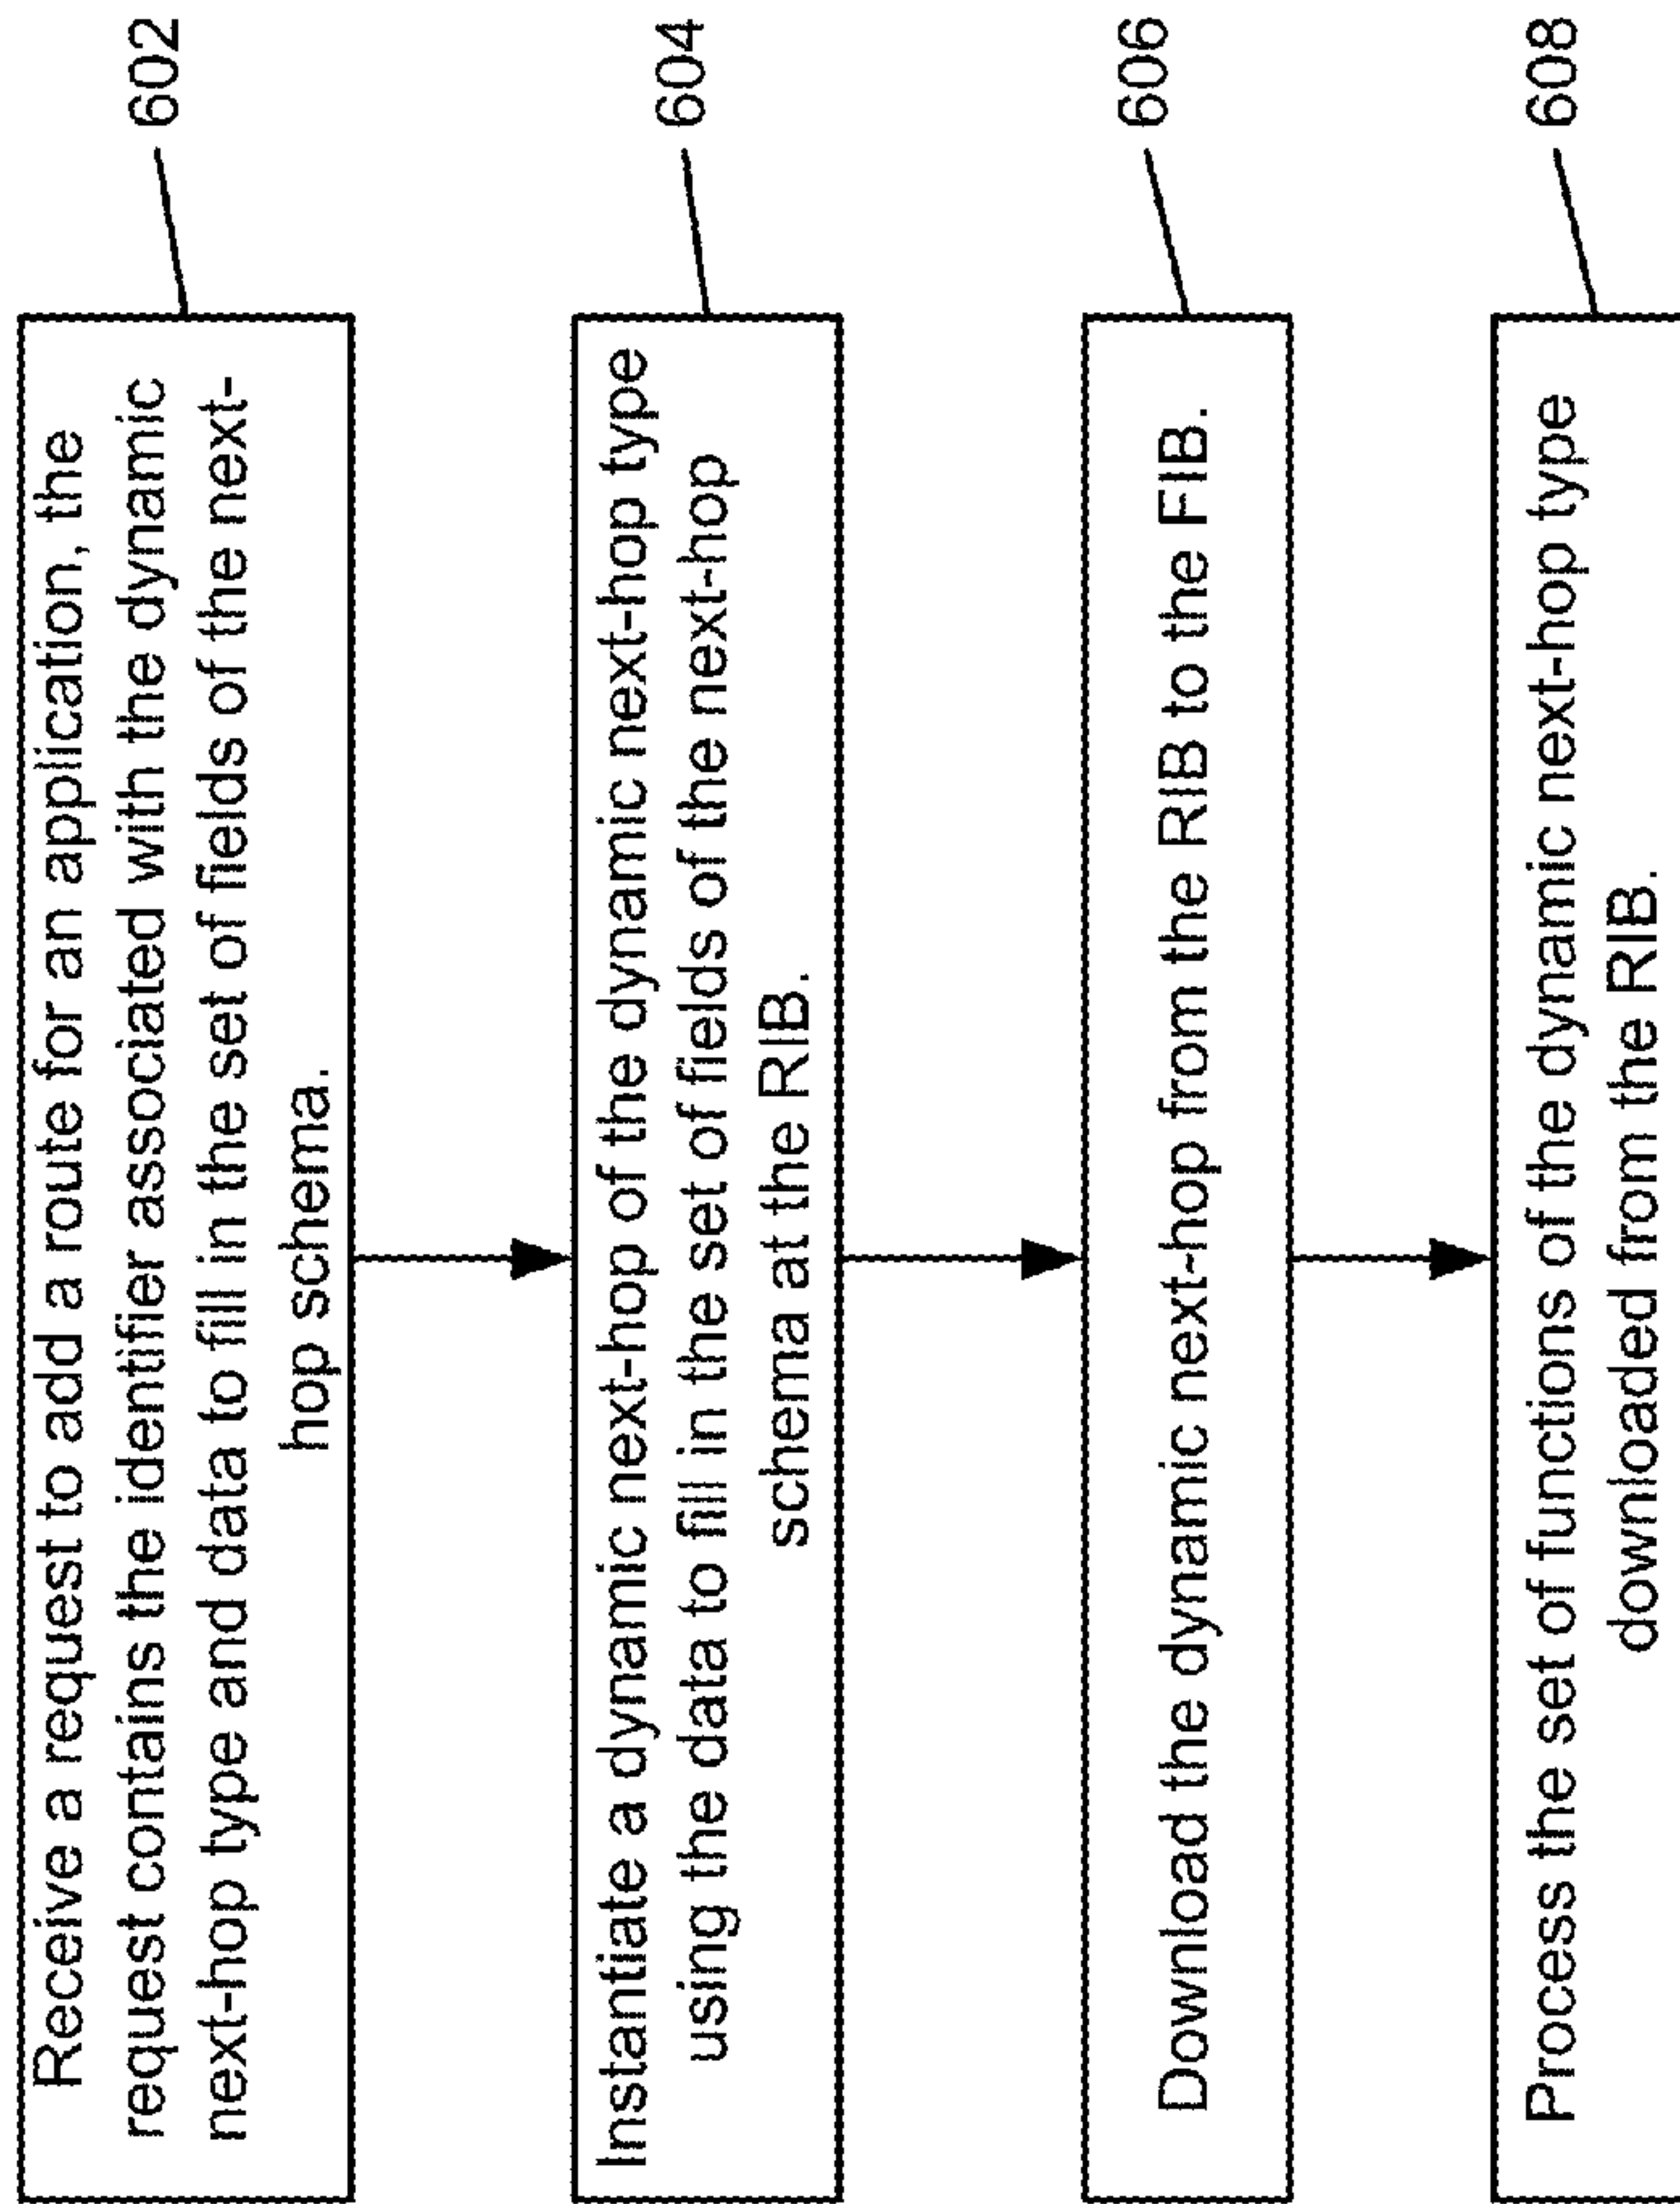 Receive a request to add a route for an application, the
request contains the identifier associated with the dynamic
next-hop type and data to fill in the set of fields of the next-
hop schema.
602
Instantiate a dynamic next-hop of the dynamic next-hop type
using the data to fill in the set of fields of the next-hop
schema at the RIB.
604
Download the dynamic next-hop from the RIB to the FIB.
606
Process the set of functions of the dynamic next-hop type
downloaded from the RIB.
608